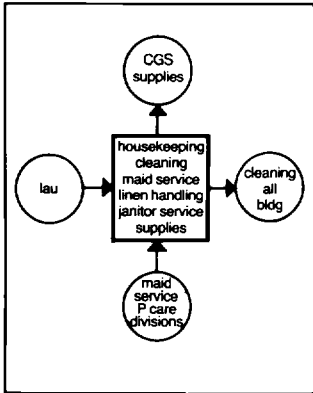 CGS
supplies
housekeeping
cleaning
maid service
linen handling
janitor service
supplies
lau
cleaning
all
bldg
maid
service
P care
divisions